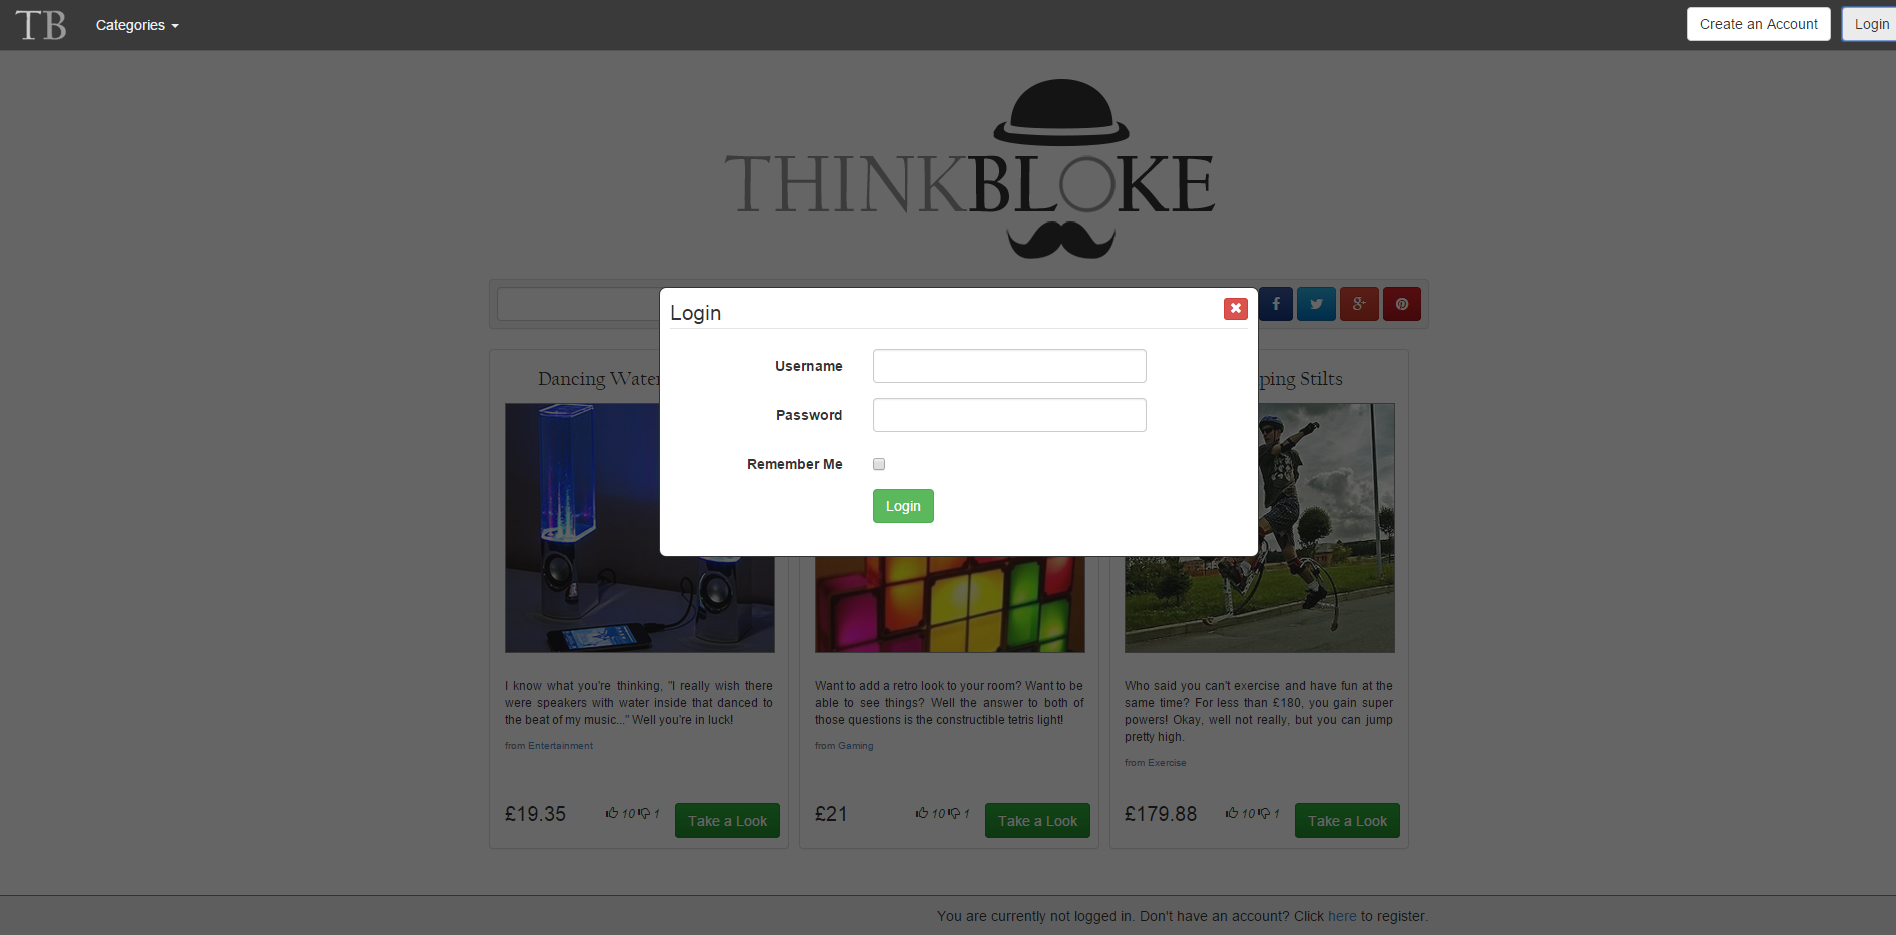 TB
Categories
Create an Account
Login
THINKBLOKE
Login
Username
Password
Remember Me
Login
Dancing Water
ping Stilts
I know what you're thinking, "I really wish there
were speakers with water inside that danced to
the beat of my music..." Well you're in luck!
from Entertainment
£19.35
10 1
Take a Look
Want to add a retro look to your room? Want to be
able to see things? Well the answer to both of
those questions is the constructible tetris light!
from Gaming
£21
10 1
Take a Look
Who said you can't exercise and have fun at the
same time? For less than £180, you gain super
powers! Okay, well not really, but you can jump
pretty high.
from Exercise
£179.88
10 1
Take a Look
You are currently not logged in. Don't have an account? Click here to register.